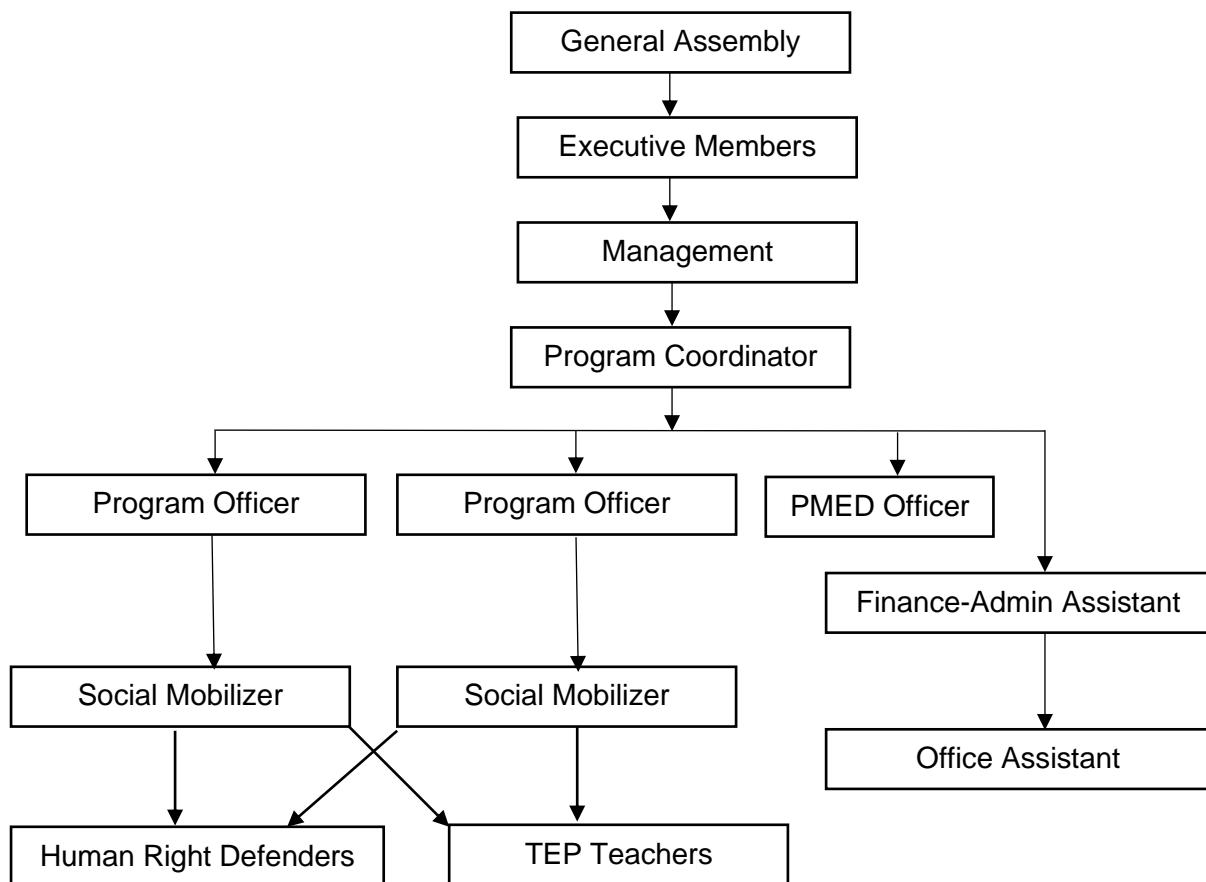 General Assembly
Executive Members
Management
Program Coordinator
Program Officer
Program Officer
PMED Officer
Finance-Admin Assistant
Social Mobilizer
Social Mobilizer
Office Assistant
Human Right Defenders
TEP Teachers